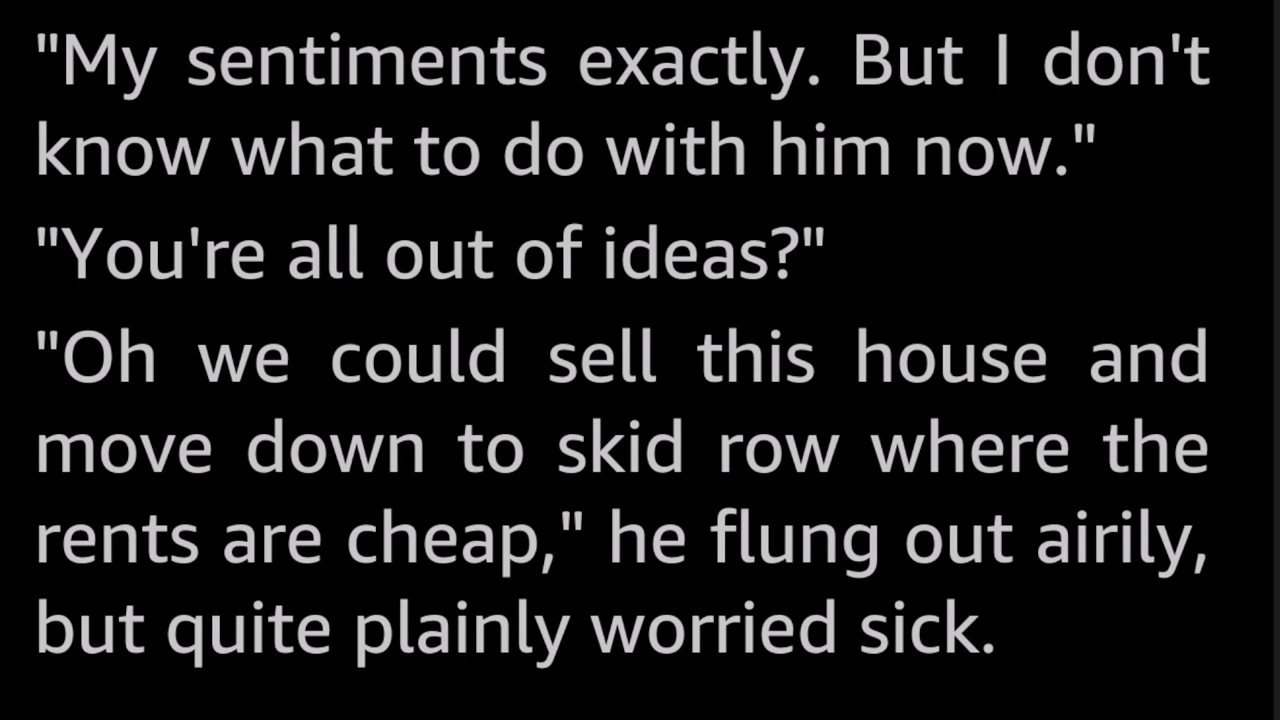 "My sentiments exactly. But I don't
know what to do with him now."
"You're all out of ideas?"
"Oh we could sell this house and
move down to skid row where the
rents are cheap," he flung out airily,
but quite plainly worried sick.